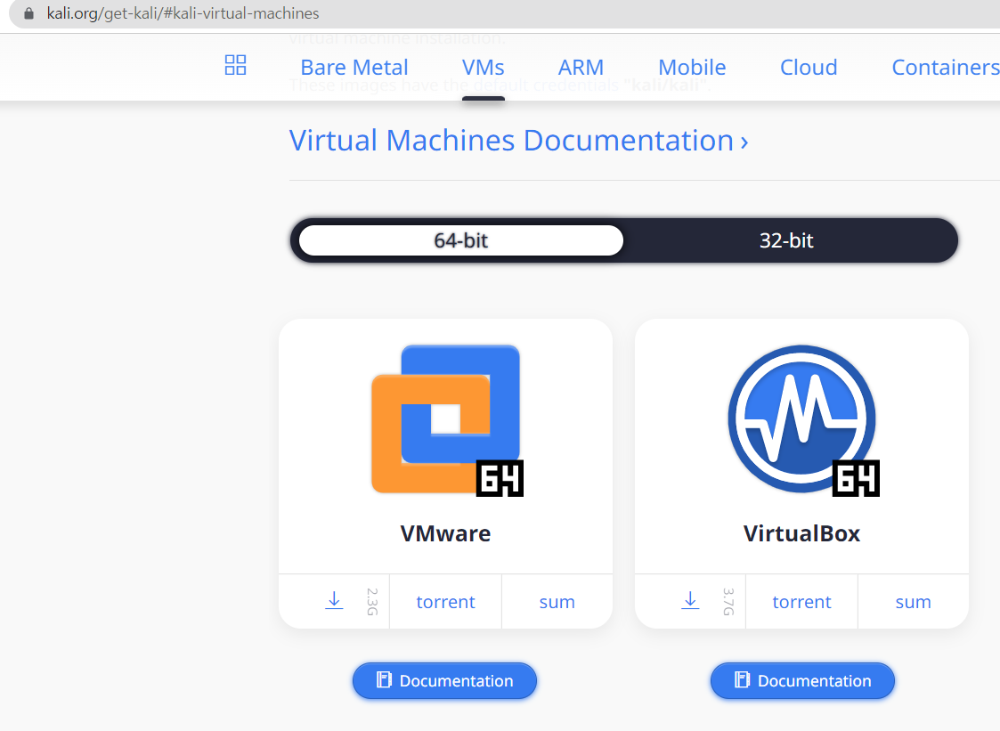 kali.org/get-kali/#kali-virtual-machines
virtual machine installation.
Bare Metal VMs ARM Mobile Cloud Containers
These images have the default credentials "kali/kali".
Virtual Machines Documentation ›
64-bit 32-bit
64 64
VMware VirtualBox
2.3G torrent sum 3.7G torrent sum
Documentation Documentation